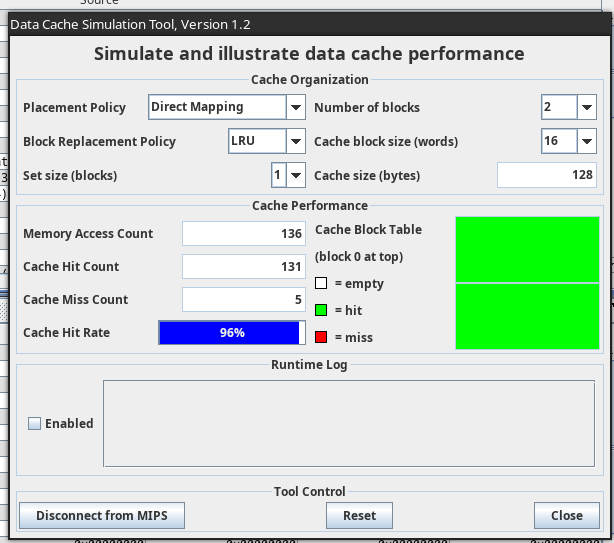 Source
Data Cache Simulation Tool, Version 1.2
Simulate and illustrate data cache performance
Cache Organization
Placement Policy Direct Mapping Number of blocks 2
Block Replacement Policy LRU Cache block size (words) 16
Set size (blocks) 1 Cache size (bytes) 128
Cache Performance
Memory Access Count 136 Cache Block Table
(block 0 at top)
Cache Hit Count 131
= empty
Cache Miss Count 5
= hit
Cache Hit Rate 96%
= miss
Runtime Log
Enabled
Tool Control
Disconnect from MIPS Reset Close